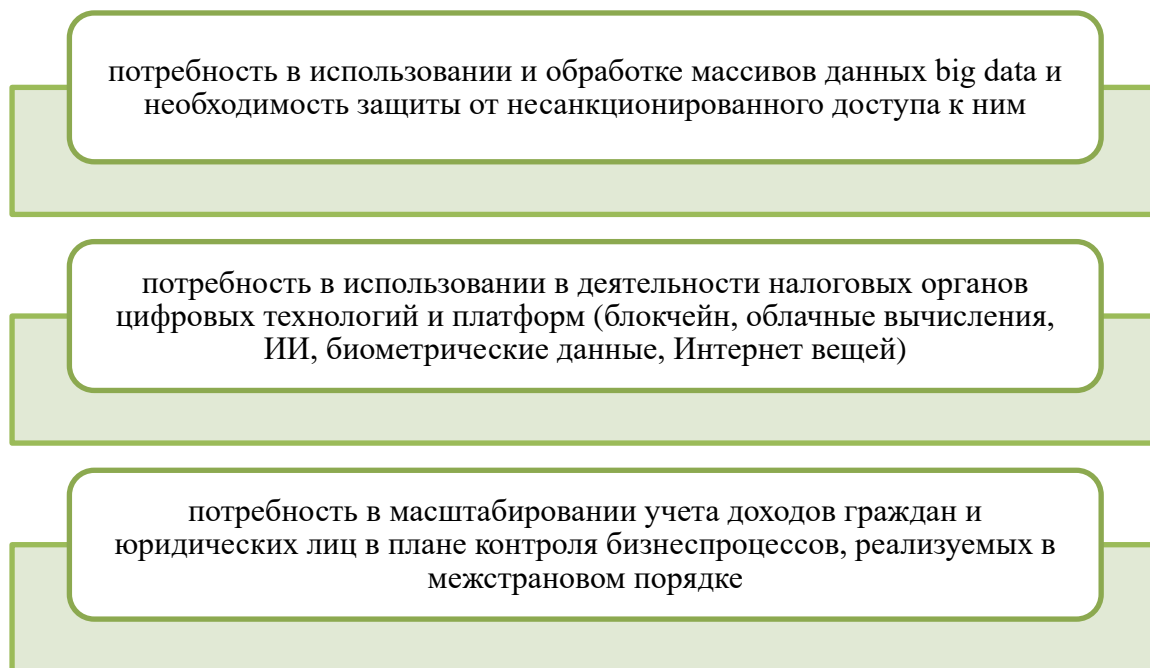 потребность в использовании и обработке массивов данных big data и
необходимость защиты от несанкционированного доступа к ним
потребность в использовании в деятельности налоговых органов
цифровых технологий и платформ (блокчейн, облачные вычисления,
ИИ, биометрические данные, Интернет вещей)
потребность в масштабировании учета доходов граждан и
юридических лиц в плане контроля бизнеспроцессов, реализуемых в
межстрановом порядке